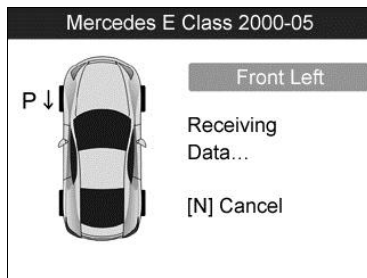 Mercedes E Class 2000-05
Front Left
P↓
Receiving
Data...
[N] Cancel